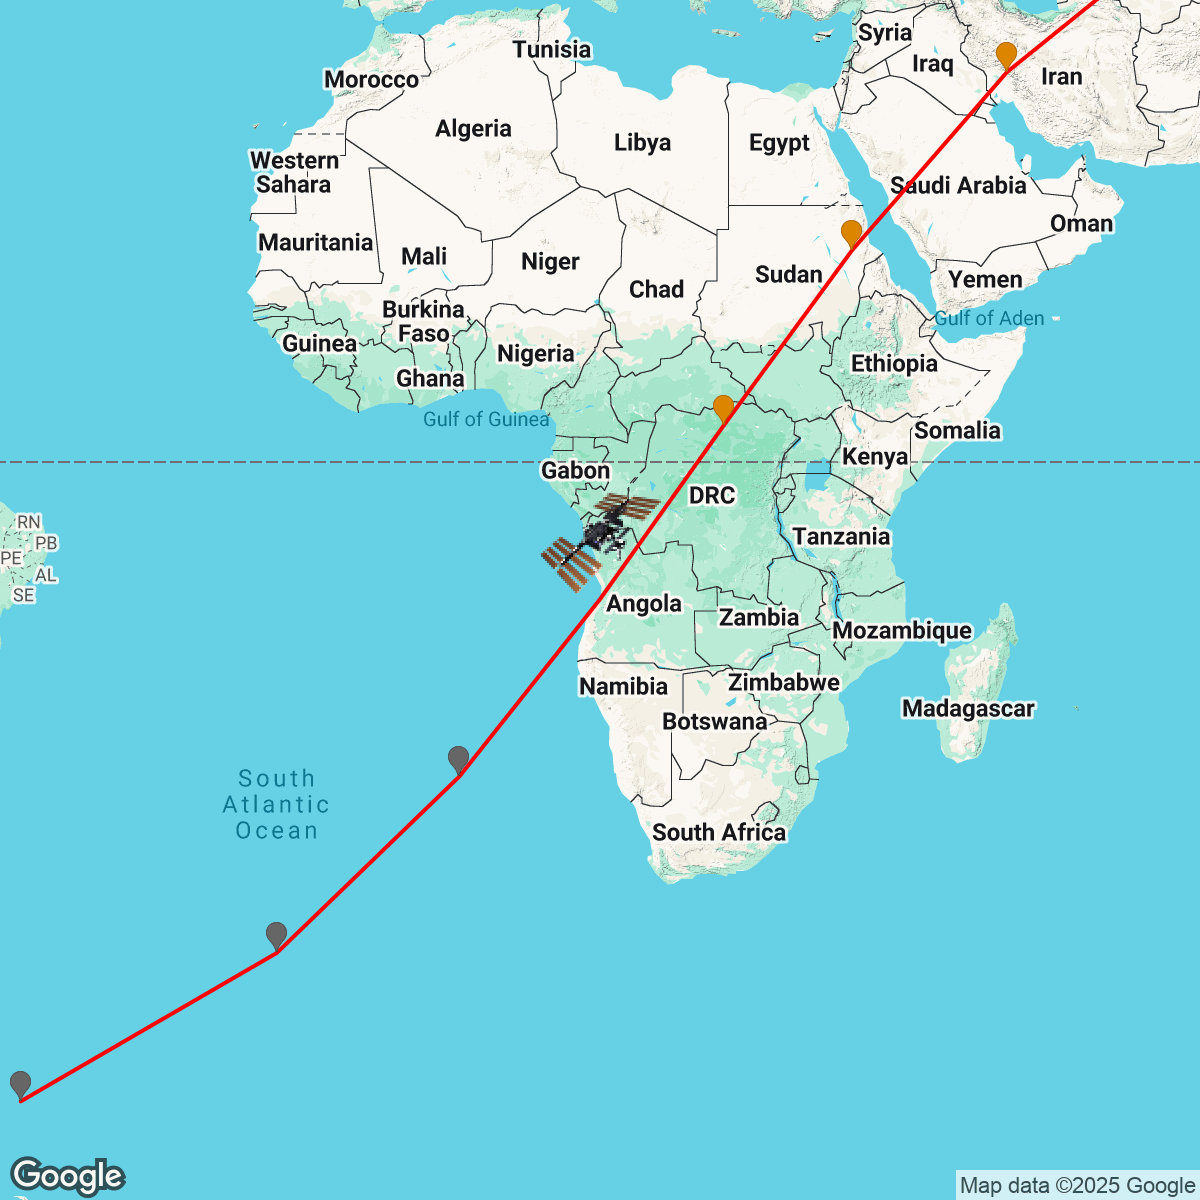 Syria
Tunisia
Iraq
Iran
Morocco
Algeria
Libya
Egypt
Western
Sahara
Saudi Arabia
Oman
Mauritania
Mali
Niger
Sudan
Chad
Yemen
Burkina
Faso
Gulf of Aden
Guinea
Nigeria
Ethiopia
Ghana
Gulf of Guinea
Somalia
Kenya
Gabon
DRC
RN
PB
PE
Tanzania
AL
SE
Angola
Zambia
Mozambique
Namibia
Zimbabwe
Botswana
Madagascar
South
Atlantic
Ocean
South Africa
Google
Map data ©2025 Google